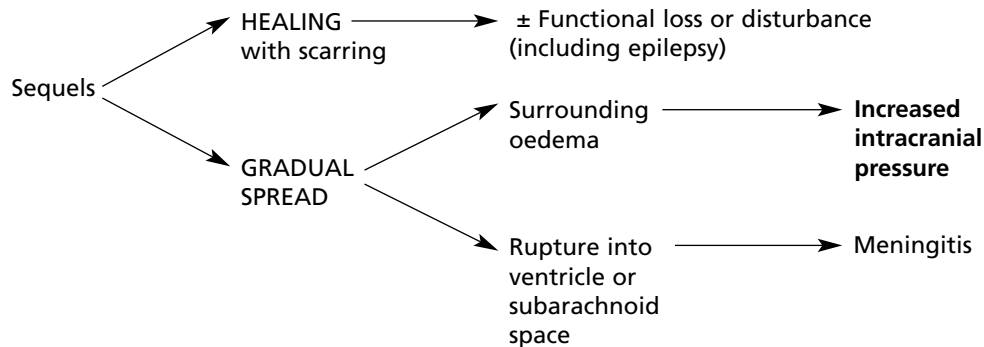 Sequels
HEALING
with scarring
± Functional loss or disturbance
(including epilepsy)
GRADUAL
SPREAD
Surrounding
oedema
Increased
intracranial
pressure
Rupture into
ventricle or
subarachnoid
space
Meningitis